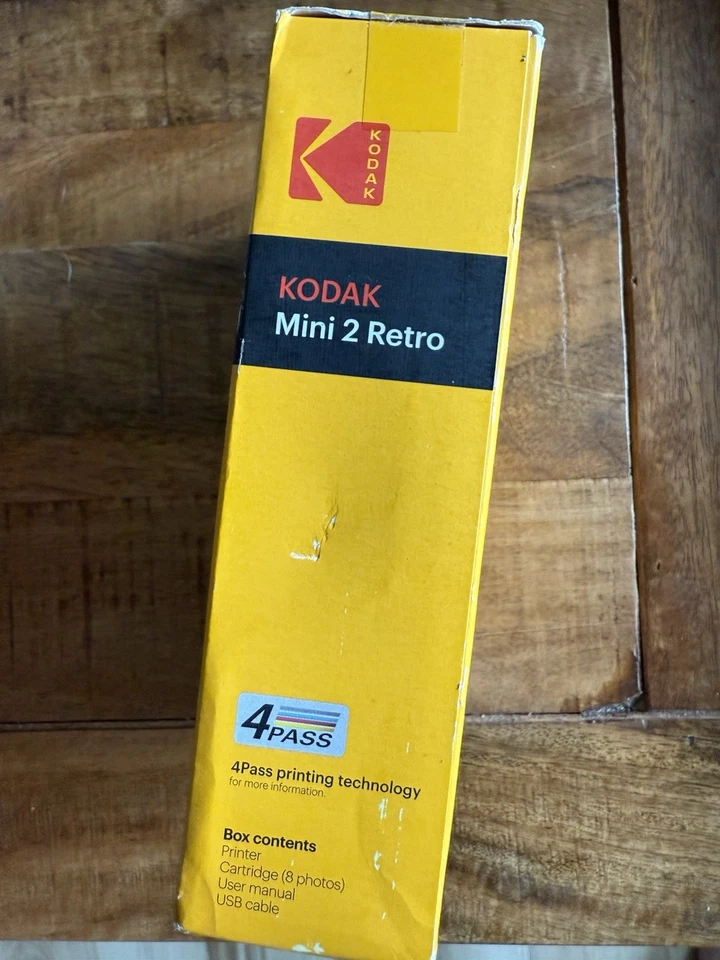 KODAK
KODAK
Mini 2 Retro
4PASS
4Pass printing technology
for more information.
Box contents
Printer
Cartridge (8 photos)
User manual
USB cable